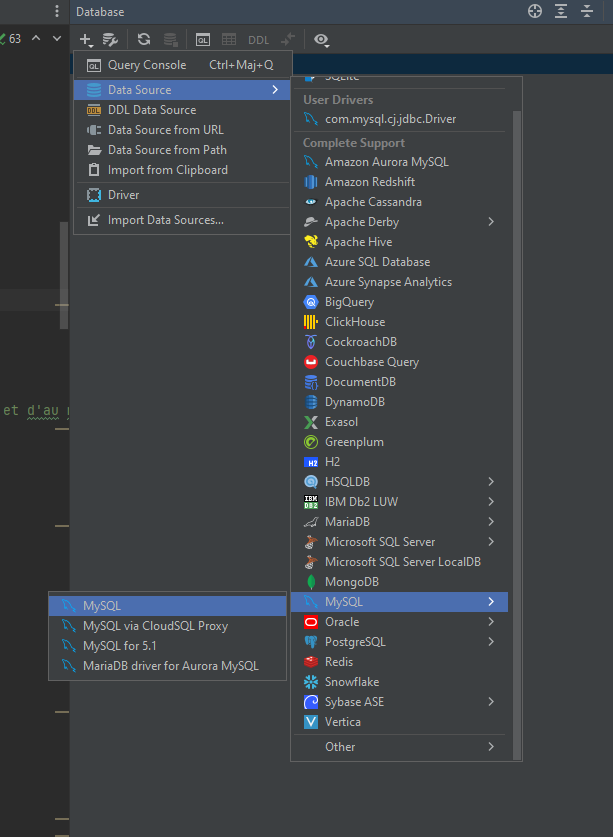 Database
63
DDL
QL Query Console Ctrl+Maj+Q
Data Source
DDL Data Source
Data Source from URL
Data Source from Path
Import from Clipboard
Driver
Import Data Sources...
SQLite
User Drivers
com.mysql.cj.jdbc.Driver
Complete Support
Amazon Aurora MySQL
Amazon Redshift
Apache Cassandra
Apache Derby
Apache Hive
Azure SQL Database
Azure Synapse Analytics
BigQuery
ClickHouse
CockroachDB
Couchbase Query
DocumentDB
DynamoDB
Exasol
Greenplum
H2 H2
HSQLDB
IBM DB2 IBM Db2 LUW
MariaDB
Microsoft SQL Server
Microsoft SQL Server LocalDB
MongoDB
MySQL
Oracle
PostgreSQL
Redis
Snowflake
Sybase ASE
Vertica
Other
et d'au
MySQL
MySQL via CloudSQL Proxy
MySQL for 5.1
MariaDB driver for Aurora MySQL